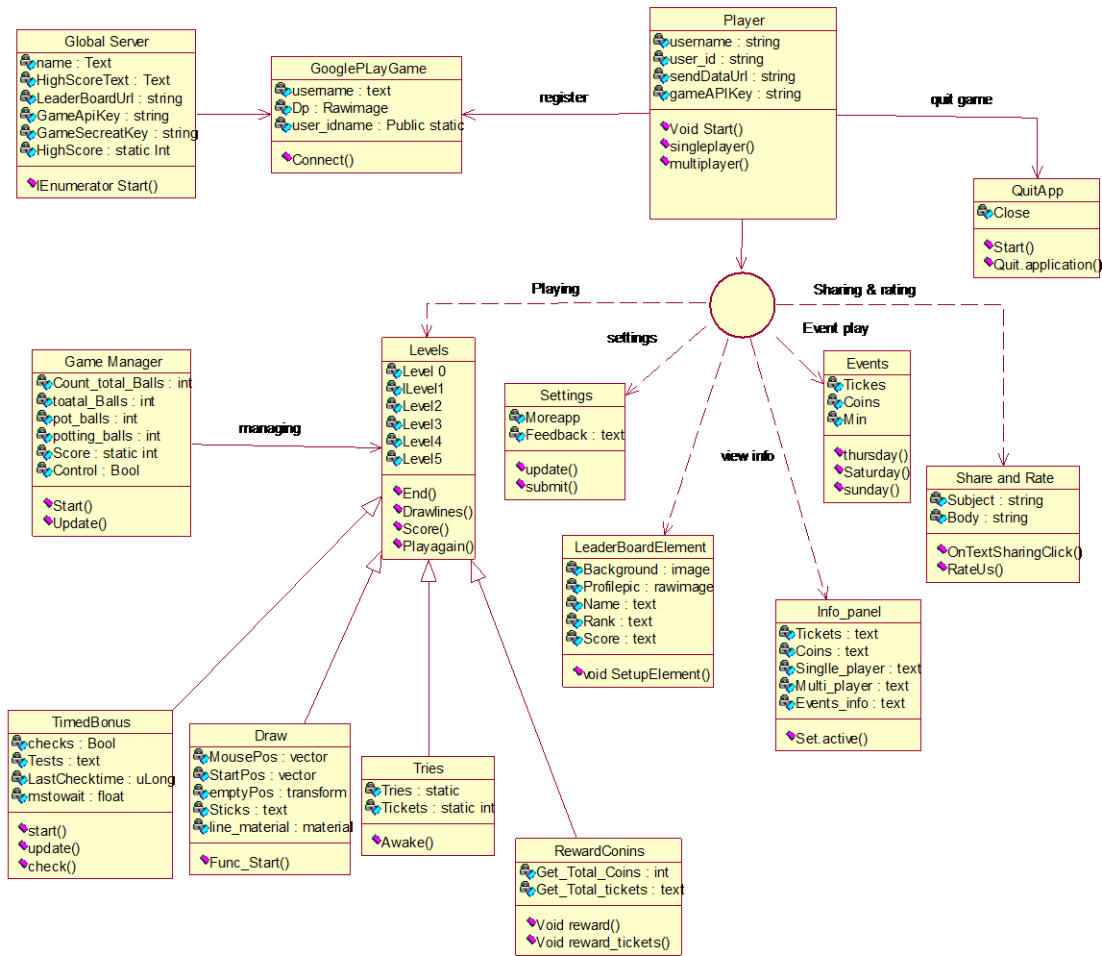 Global Server
name : Text
HighScoreText : Text
LeaderBoardUrl : string
GameApiKey : string
GameSecreatKey : string
HighScore : static Int
IEnumerator Start()
GooglePLayGame
username : text
Dp : Rawimage
user_idname : Public static
Connect()
register
Player
username : string
user_id : string
sendDataUrl : string
gameAPIKey : string
Void Start()
singleplayer()
multiplayer()
quit game
QuitApp
Close
Start()
Quit.application()
Playing
Sharing & rating
settings
Event play
view info
managing
Game Manager
Count_total_Balls : int
toatal_Balls : int
pot_balls : int
potting_balls : int
Score : static int
Control : Bool
Start()
Update()
Levels
Level 0
lLevel1
Level2
Level3
Level4
Level5
End()
Drawlines()
Score()
Playagain()
Settings
Moreapp
Feedback : text
update()
submit()
Events
Tickes
Coins
Min
thursday()
Saturday()
sunday()
Share and Rate
Subject : string
Body : string
OnTextSharingClick()
RateUs()
LeaderBoardElement
Background : image
Profilepic : rawimage
Name : text
Rank : text
Score : text
void SetupElement()
Info_panel
Tickets : text
Coins : text
Singlle_player : text
Multi_player : text
Events_info : text
Set.active()
TimedBonus
checks : Bool
Tests : text
LastChecktime : uLong
mstowait : float
start()
update()
check()
Draw
MousePos : vector
StartPos : vector
emptyPos : transform
Sticks : text
line_material : material
Func_Start()
Tries
Tries : static
Tickets : static int
Awake()
RewardConins
Get_Total_Coins : int
Get_Total_tickets : text
Void reward()
Void reward_tickets()